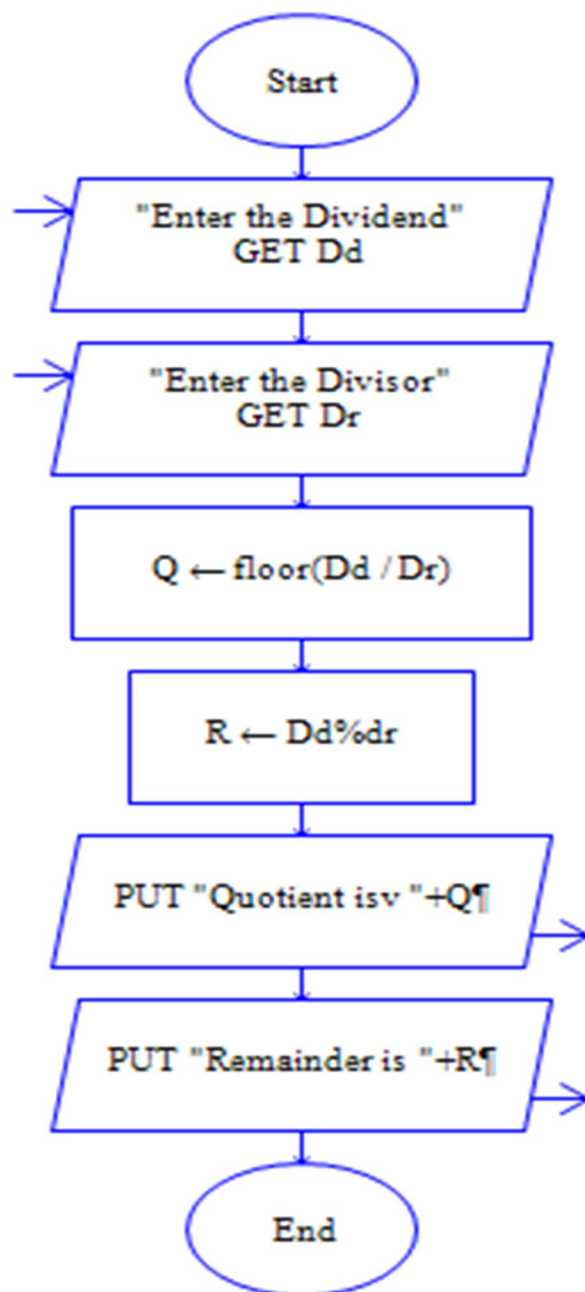 Start
"Enter the Dividend"
GET Dd
"Enter the Divisor"
GET Dr
Q ← floor(Dd / Dr)
R ← Dd%dr
PUT "Quotient isv "+Q¶
PUT "Remainder is "+R¶
End